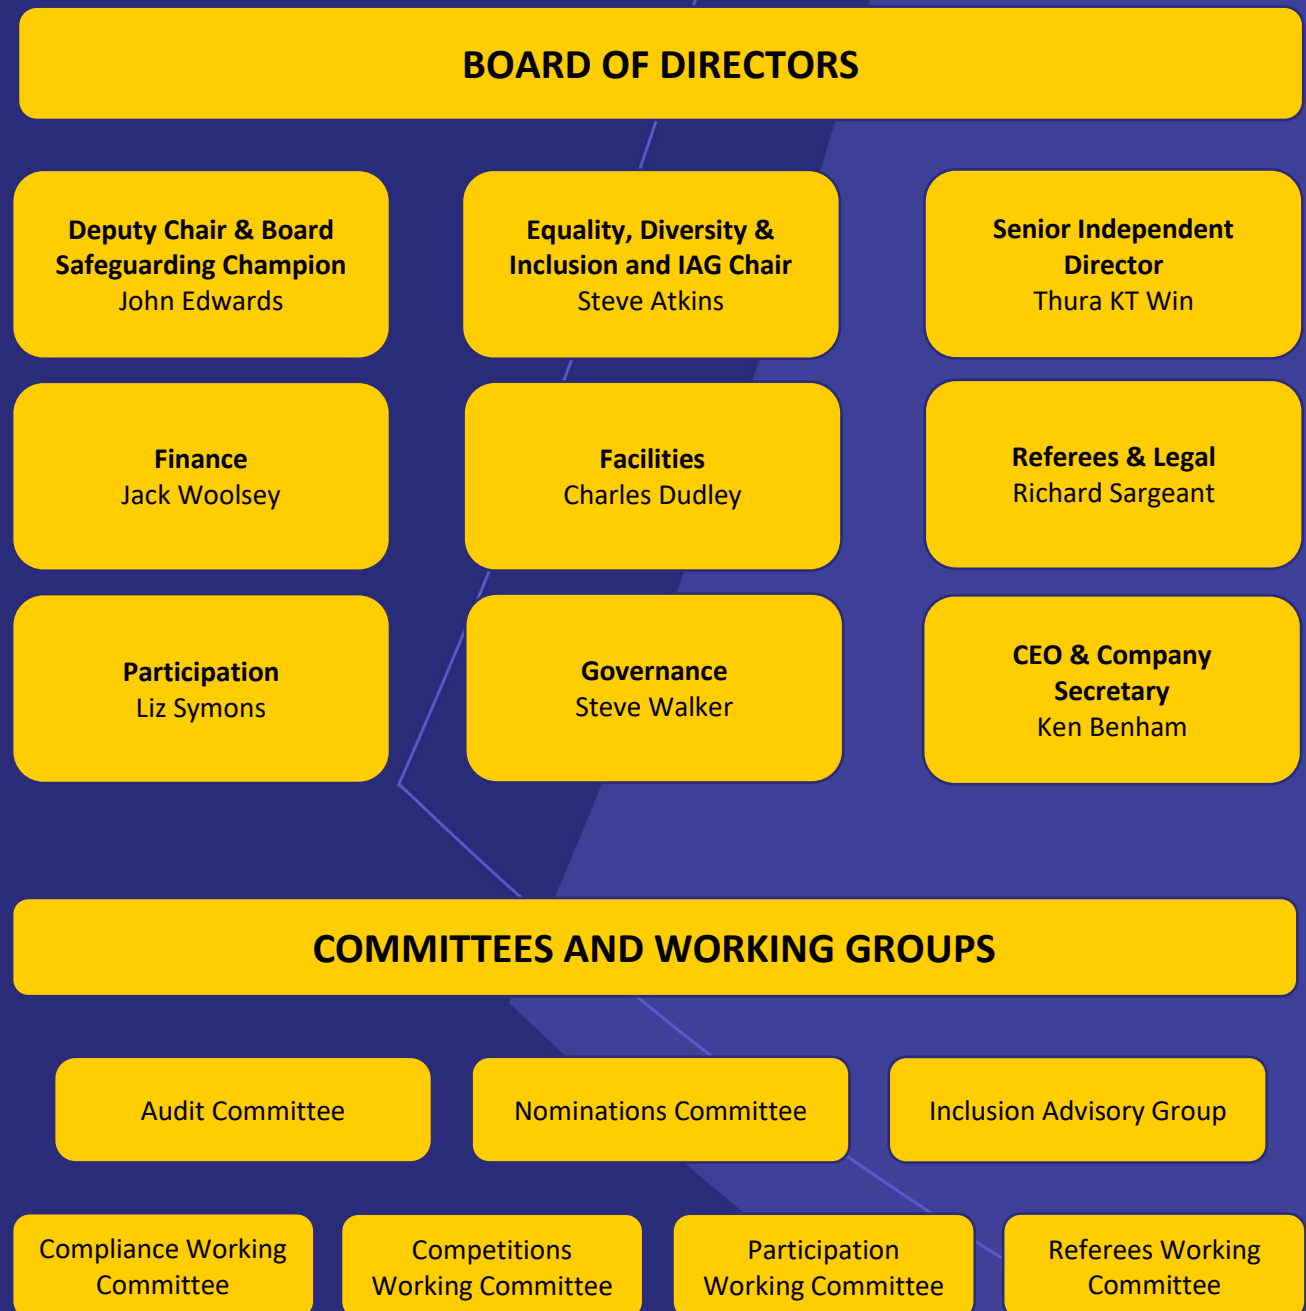 BOARD OF DIRECTORS
Deputy Chair & Board
Safeguarding Champion
John Edwards
Equality, Diversity &
Inclusion and IAG Chair
Steve Atkins
Senior Independent
Director
Thura KT Win
Finance
Jack Woolsey
Facilities
Charles Dudley
Referees & Legal
Richard Sargeant
Participation
Liz Symons
Governance
Steve Walker
CEO & Company
Secretary
Ken Benham
COMMITTEES AND WORKING GROUPS
Audit Committee
Nominations Committee
Inclusion Advisory Group
Compliance Working
Committee
Competitions
Working Committee
Participation
Working Committee
Referees Working
Committee